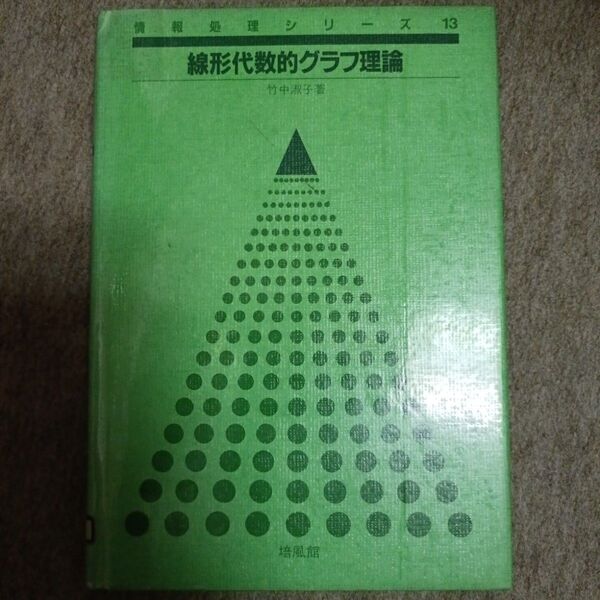 情報処理シリーズ 13
線形代数的グラフ理論
竹中淑子著
培風館